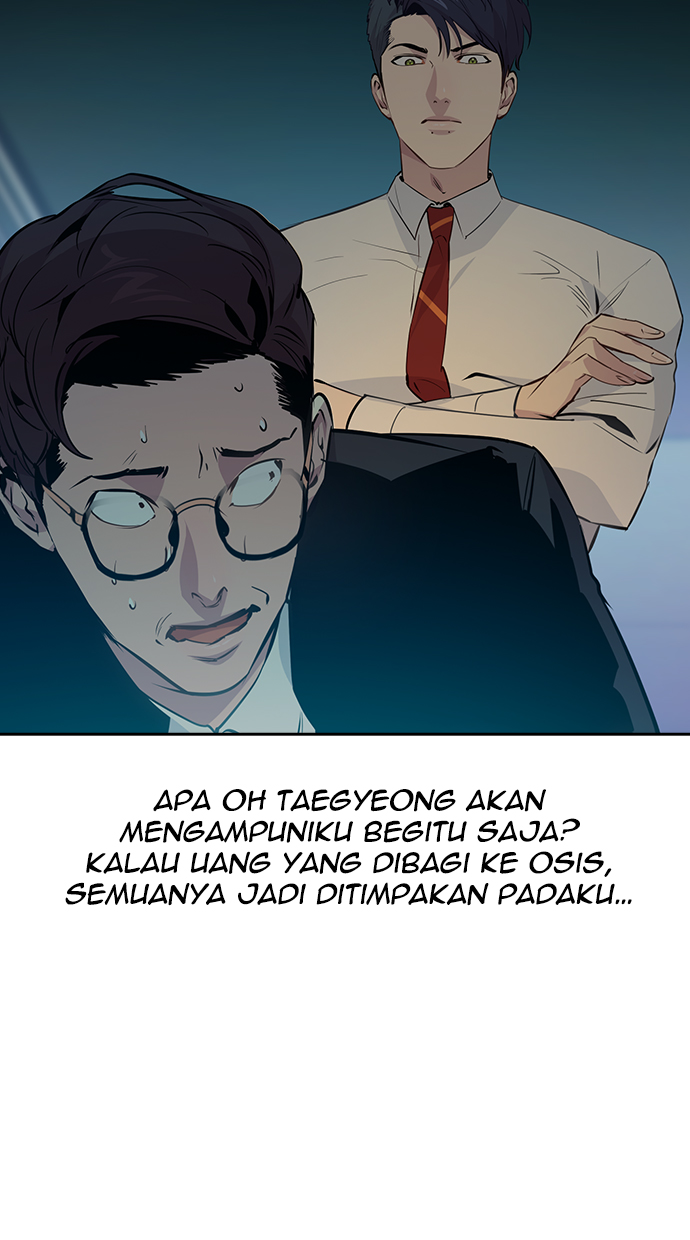 APA OH TAEGYEONG AKAN
MENGAMPUNIKU BEGITU SAJA?
KALAU UANG YANG DIBAGI KE OSIS,
SEMUANYA JADI DITIMPAKAN PADAKU...